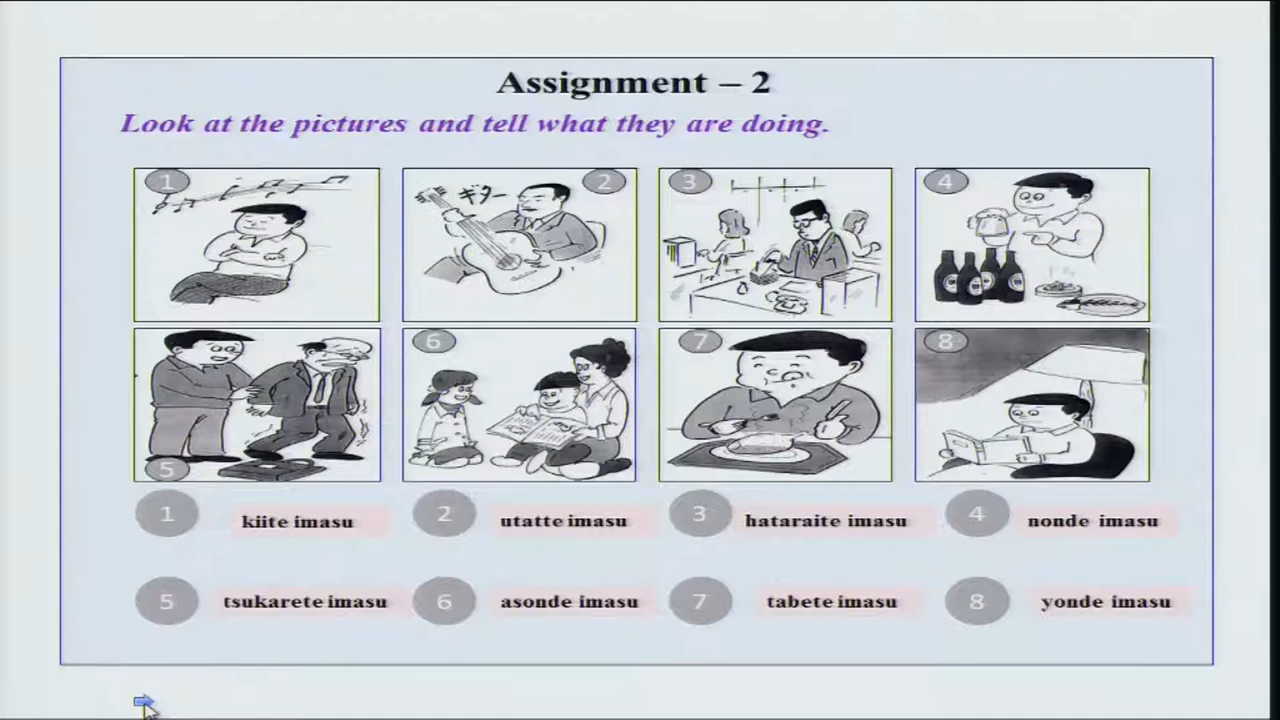 Assignment – 2
Look at the pictures and tell what they are doing.
1
2
ギター
3
4
5
6
7
8
1 kiite imasu 2 utatte imasu 3 hataraite imasu 4 nonde imasu
5 tsukarete imasu 6 asonde imasu 7 tabete imasu 8 yonde imasu